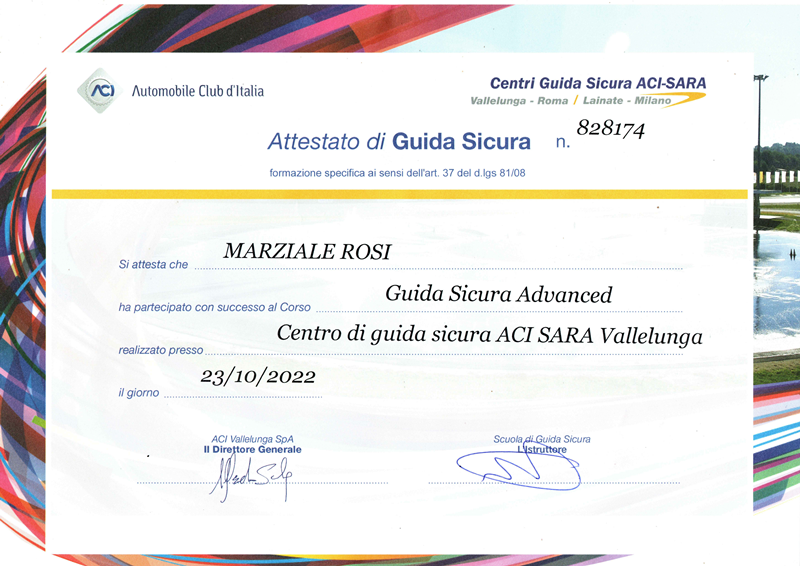 ACI Automobile Club d'Italia
Centri Guida Sicura ACI-SARA
Vallelunga - Roma / Lainate - Milano
Attestato di Guida Sicura n. 828174
formazione specifica ai sensi dell'art. 37 del d.lgs 81/08
Si attesta che MARZIALE ROSI
ha partecipato con successo al Corso Guida Sicura Advanced
realizzato presso Centro di guida sicura ACI SARA Vallelunga
il giorno 23/10/2022
ACI Vallelunga SpA
Il Direttore Generale
Scuola di Guida Sicura
L'Istruttore